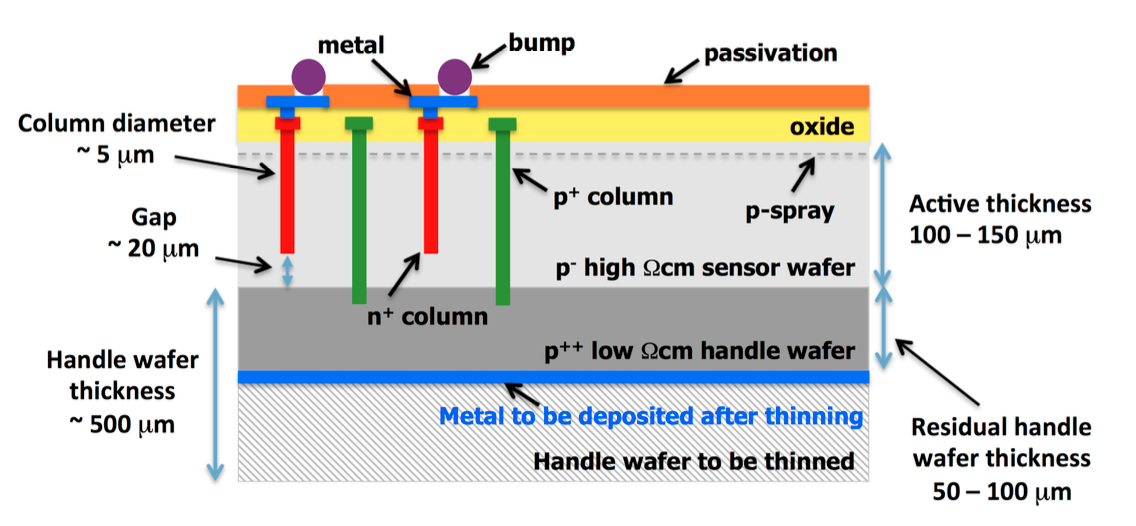 metal
bump
passivation
Column diameter
~ 5 μm
oxide
p⁺ column
p-spray
Active thickness
100 – 150 μm
Gap
~ 20 μm
p⁻ high Ωcm sensor wafer
n⁺ column
p⁺⁺ low Ωcm handle wafer
Handle wafer
thickness
~ 500 μm
Metal to be deposited after thinning
Handle wafer to be thinned
Residual handle
wafer thickness
50 – 100 μm